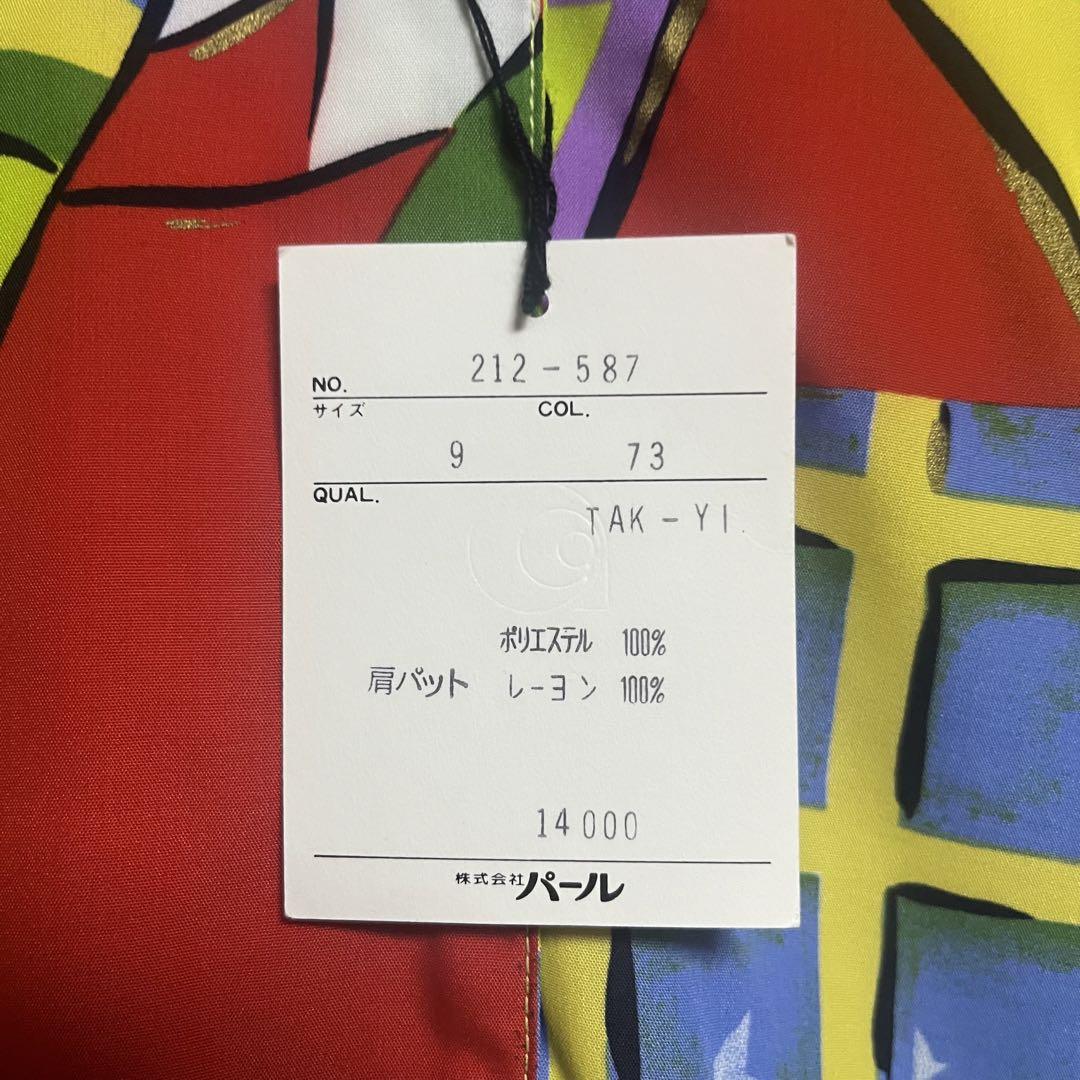 NO. 212-587
サイズ COL.
9 73
QUAL.
TAK-YI.
ポリエステル 100%
肩パット レーヨン 100%
14000
株式会社パール